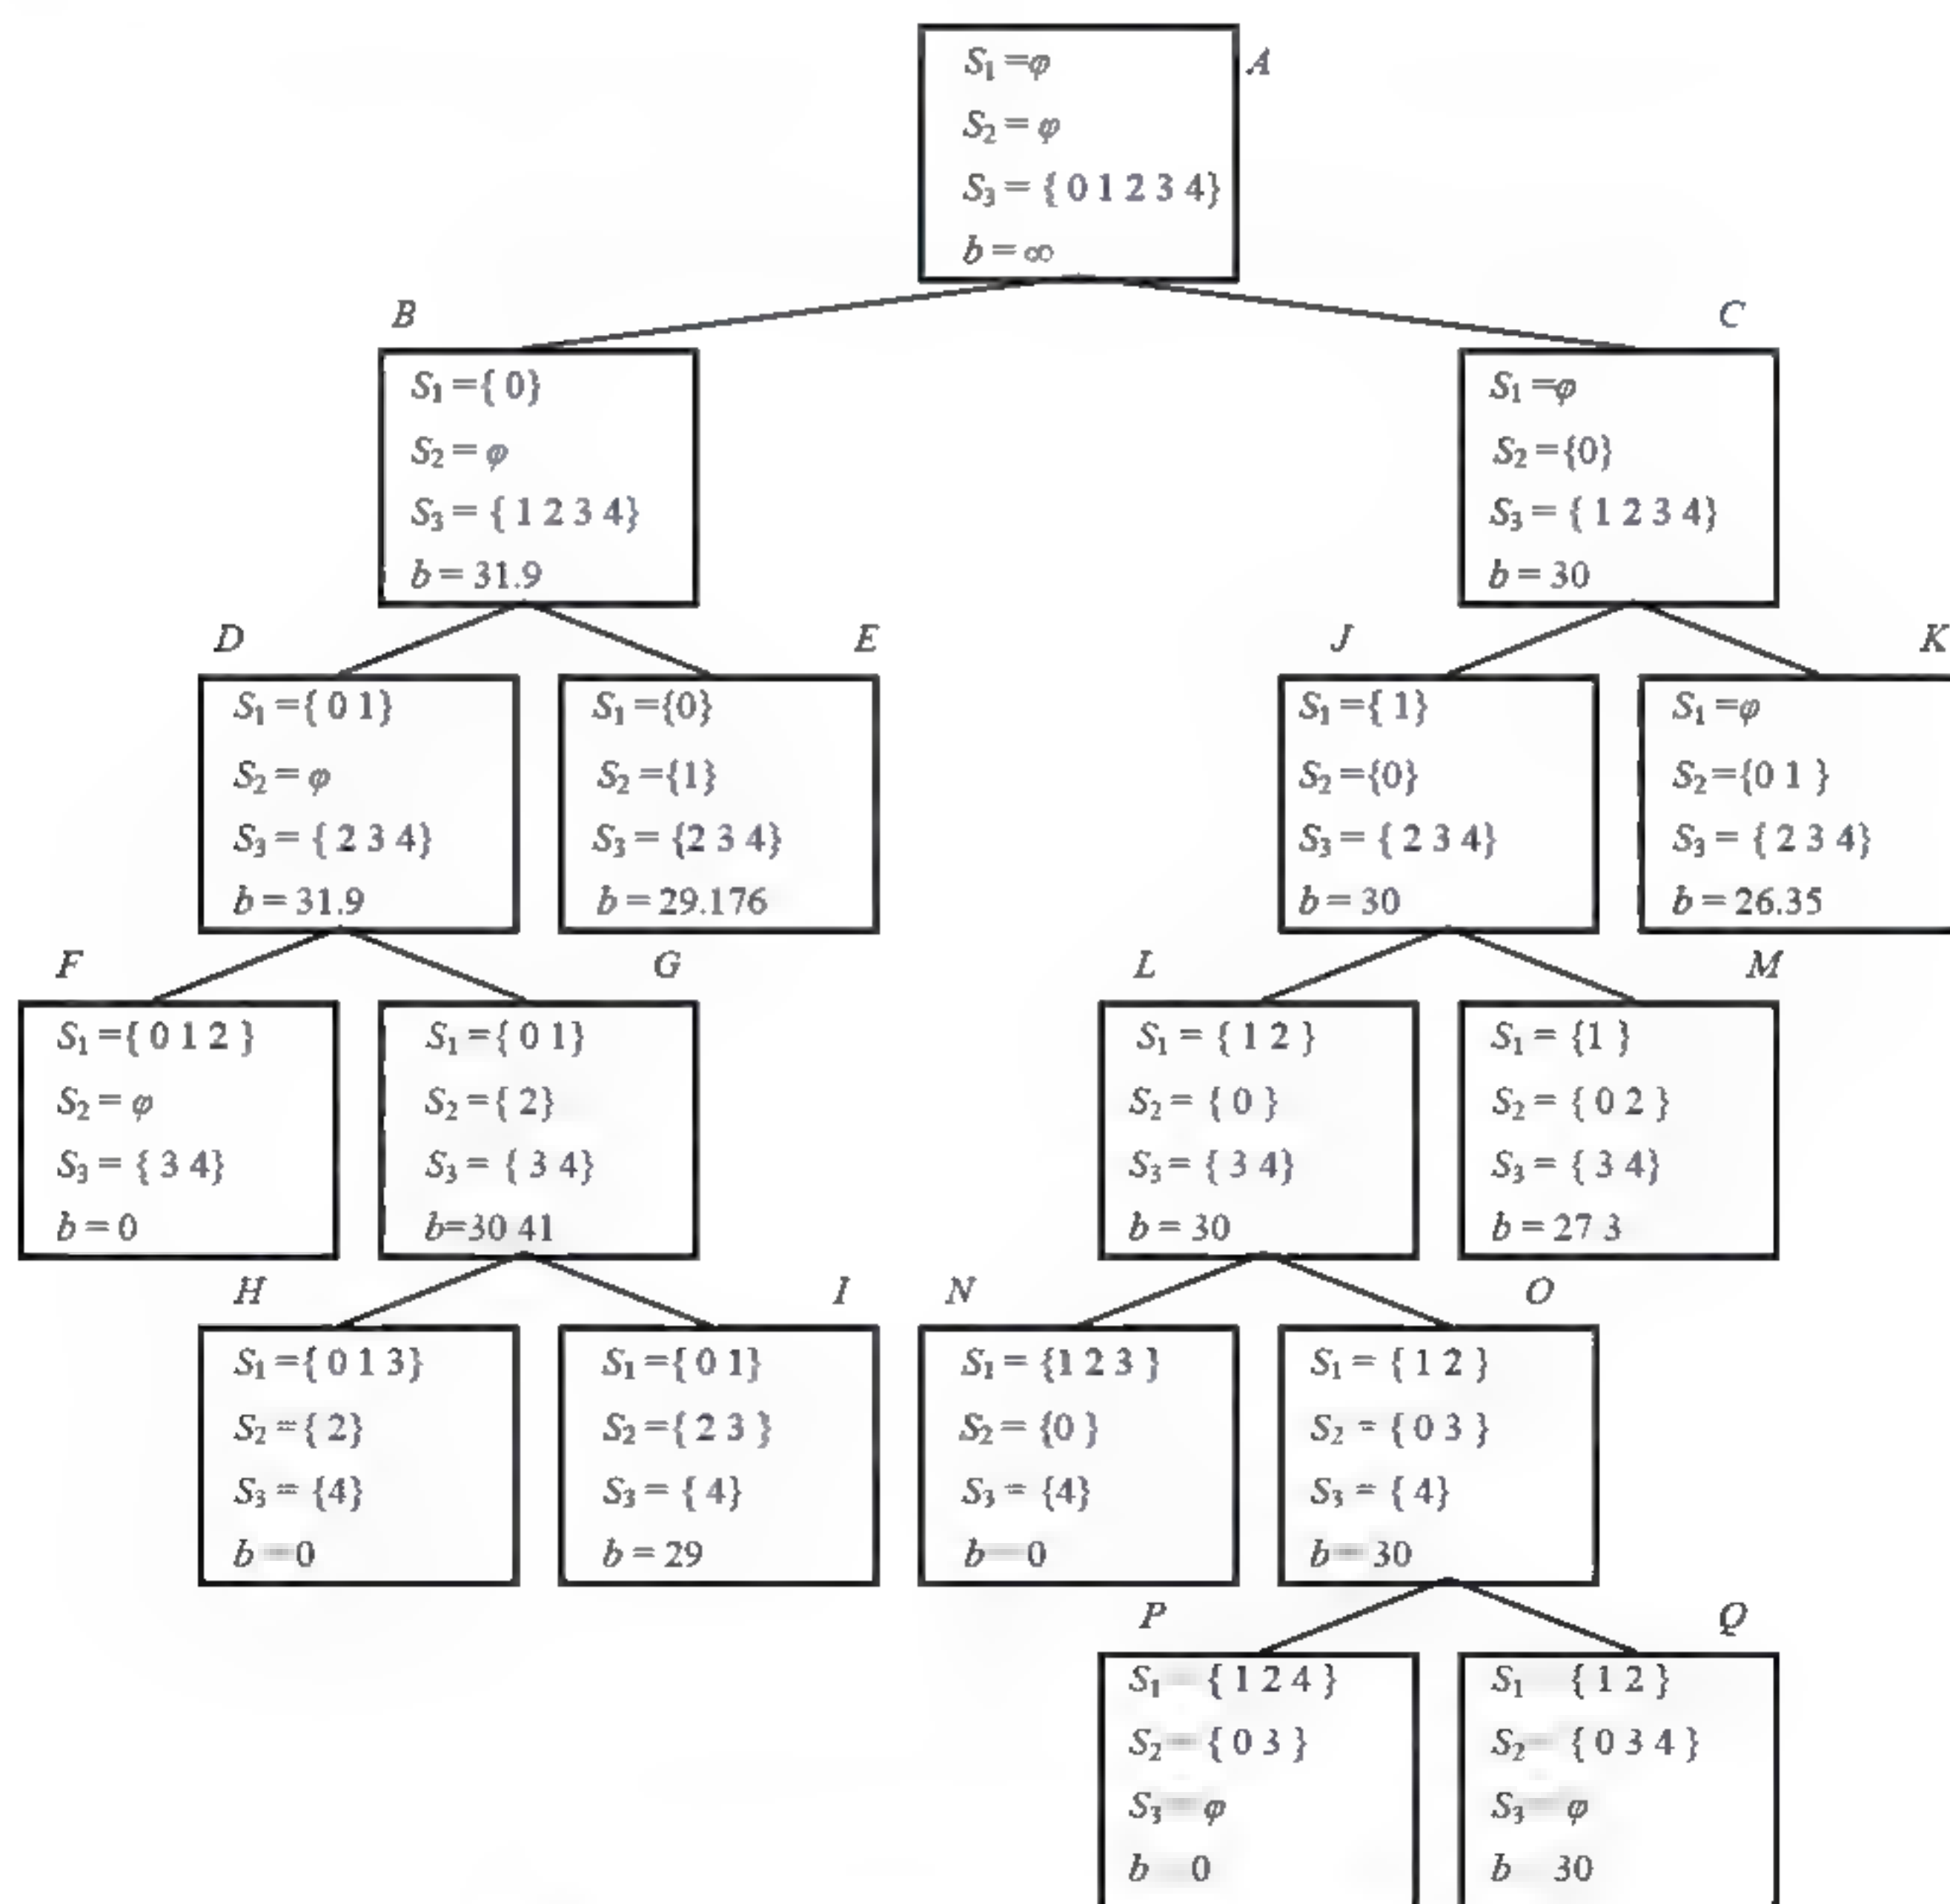 A
S₁ =φ
S₂ = φ
S₃ = { 0 1 2 3 4}
b = ∞
B
S₁ ={ 0}
S₂ = φ
S₃ = { 1 2 3 4}
b = 31.9
C
S₁ =φ
S₂ ={0}
S₃ = { 1 2 3 4}
b = 30
D
S₁ ={ 0 1}
S₂ = φ
S₃ = { 2 3 4}
b = 31.9
E
S₁ ={0}
S₂ ={1}
S₃ = {2 3 4}
b = 29.176
J
S₁ ={ 1}
S₂ ={0}
S₃ = { 2 3 4}
b = 30
K
S₁ =φ
S₂={0 1 }
S₃ = { 2 3 4}
b = 26.35
F
S₁ ={ 0 1 2 }
S₂ = φ
S₃ = { 3 4}
b = 0
G
S₁ ={ 0 1}
S₂ ={ 2}
S₃ = { 3 4}
b=30 41
L
S₁ = { 1 2 }
S₂ = { 0 }
S₃ = { 3 4}
b = 30
M
S₁ = {1 }
S₂ = { 0 2 }
S₃ = { 3 4}
b = 27 3
H
S₁ ={ 0 1 3}
S₂ ={ 2}
S₃ = {4}
b = 0
I
S₁ ={ 0 1}
S₂ ={ 2 3 }
S₃ = { 4}
b = 29
N
S₁ = {1 2 3 }
S₂ = {0 }
S₃ = {4}
b = 0
O
S₁ = { 1 2 }
S₂ = { 0 3 }
S₃ = { 4}
b = 30
P
S₁ = { 1 2 4 }
S₂ = { 0 3 }
S₃ = φ
b 0
Q
S₁ { 1 2 }
S₂ = { 0 3 4 }
S₃ = φ
b 30